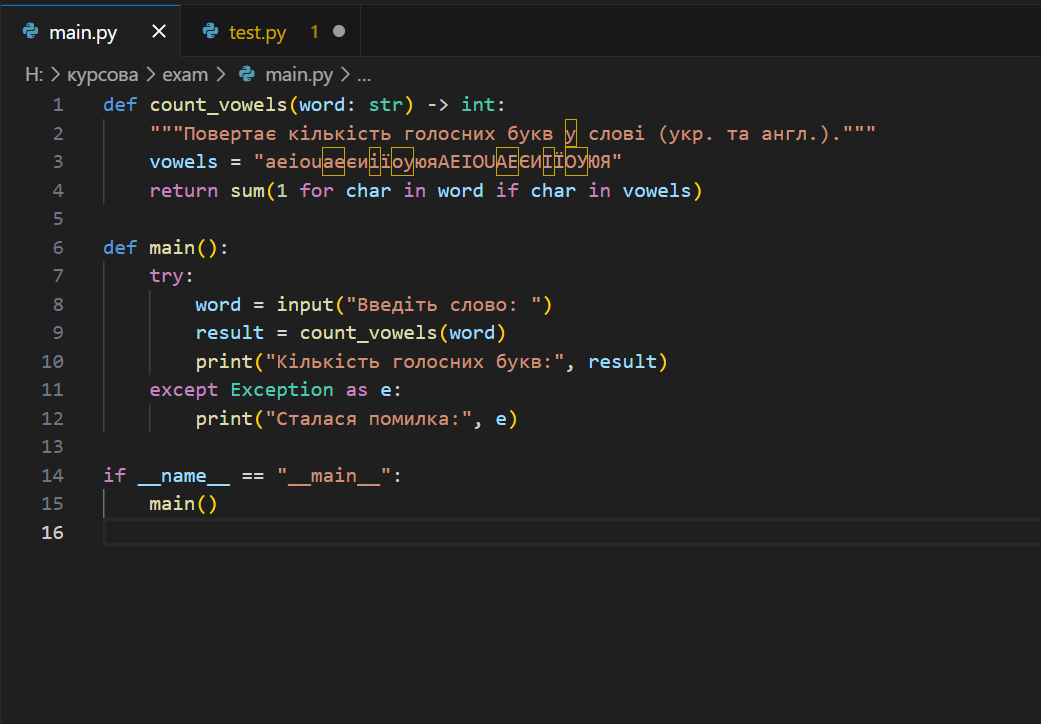 main.py test.py 1
H: > курсова > exam > main.py > ...
1 def count_vowels(word: str) -> int:
2     """Повертає кількість голосних букв у слові (укр. та англ.)."""
3     vowels = "aeiouаеєиіїоуюяAEIOUАЕЄИІЇОУЮЯ"
4     return sum(1 for char in word if char in vowels)
5
6 def main():
7     try:
8         word = input("Введіть слово: ")
9         result = count_vowels(word)
10         print("Кількість голосних букв:", result)
11     except Exception as e:
12         print("Сталася помилка:", e)
13
14 if __name__ == "__main__":
15     main()
16